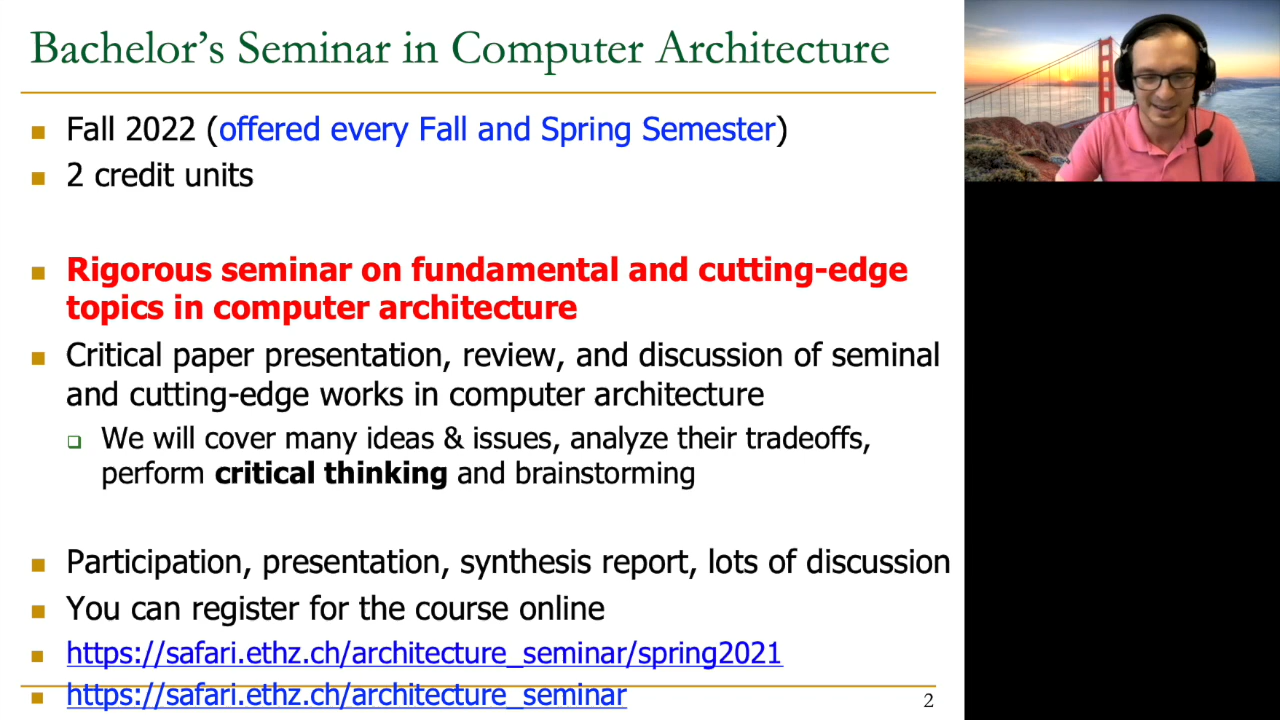 Bachelor’s Seminar in Computer Architecture
Fall 2022 (offered every Fall and Spring Semester)
2 credit units
Rigorous seminar on fundamental and cutting-edge
topics in computer architecture
Critical paper presentation, review, and discussion of seminal
and cutting-edge works in computer architecture
We will cover many ideas & issues, analyze their tradeoffs,
perform critical thinking and brainstorming
Participation, presentation, synthesis report, lots of discussion
You can register for the course online
https://safari.ethz.ch/architecture_seminar/spring2021
https://safari.ethz.ch/architecture_seminar
2